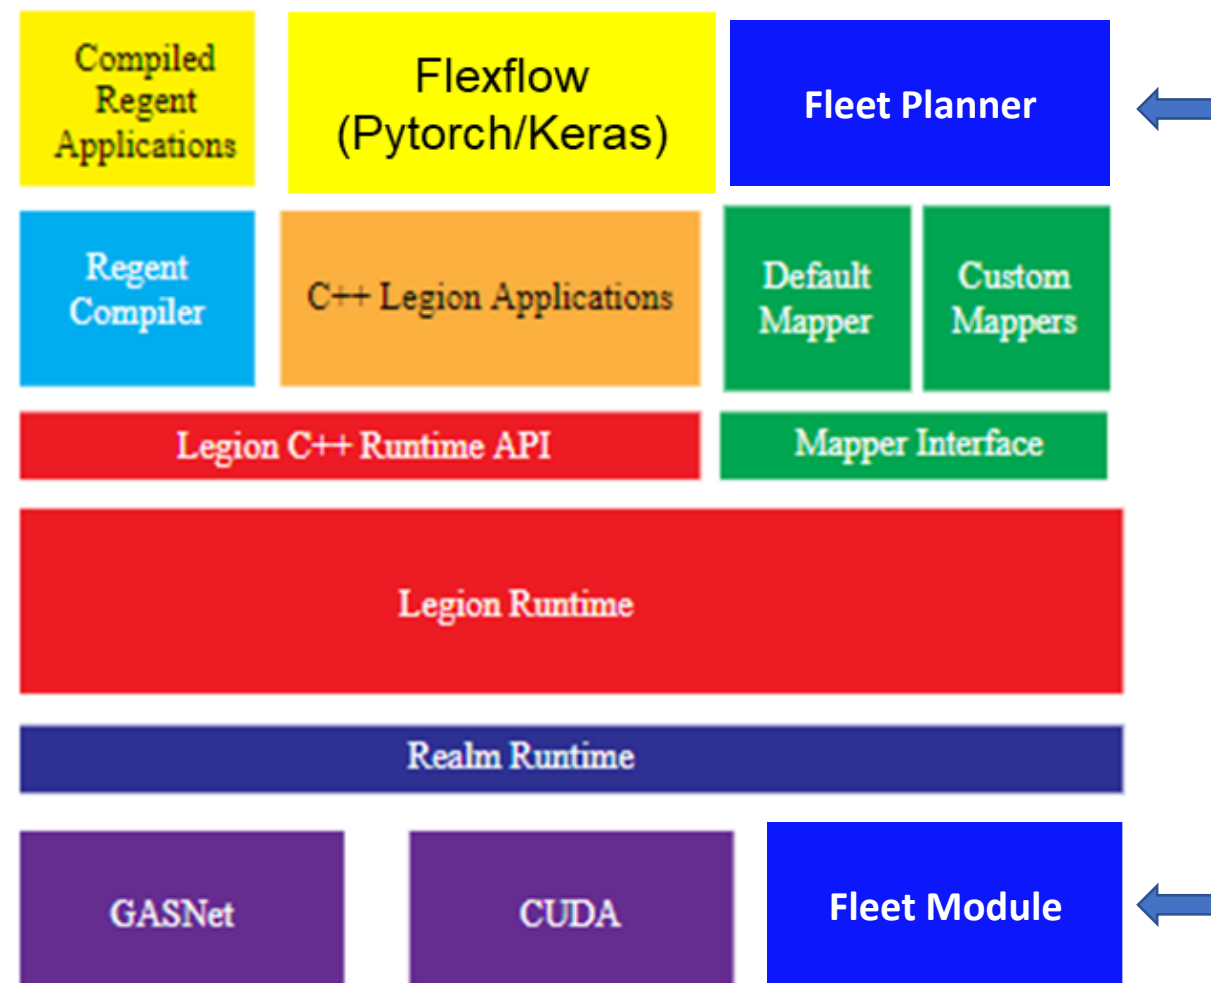 Compiled
Regent
Applications
Flexflow
(Pytorch/Keras)
Fleet Planner
Regent
Compiler
C++ Legion Applications
Default
Mapper
Custom
Mappers
Legion C++ Runtime API
Mapper Interface
Legion Runtime
Realm Runtime
GASNet
CUDA
Fleet Module